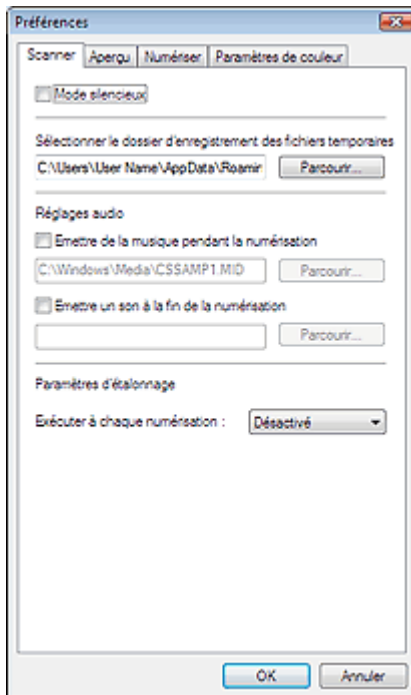 Préférences
Scanner Aperçu Numériser Paramètres de couleur
Mode silencieux
Sélectionner le dossier d'enregistrement des fichiers temporaires
C:\Users\User Name\AppData\Roamir Parcourir...
Réglages audio
Emettre de la musique pendant la numérisation
C:\Windows\Media\CSSAMP1.MID Parcourir...
Emettre un son à la fin de la numérisation
Parcourir...
Paramètres d'étalonnage
Exécuter à chaque numérisation : Désactivé
OK Annuler